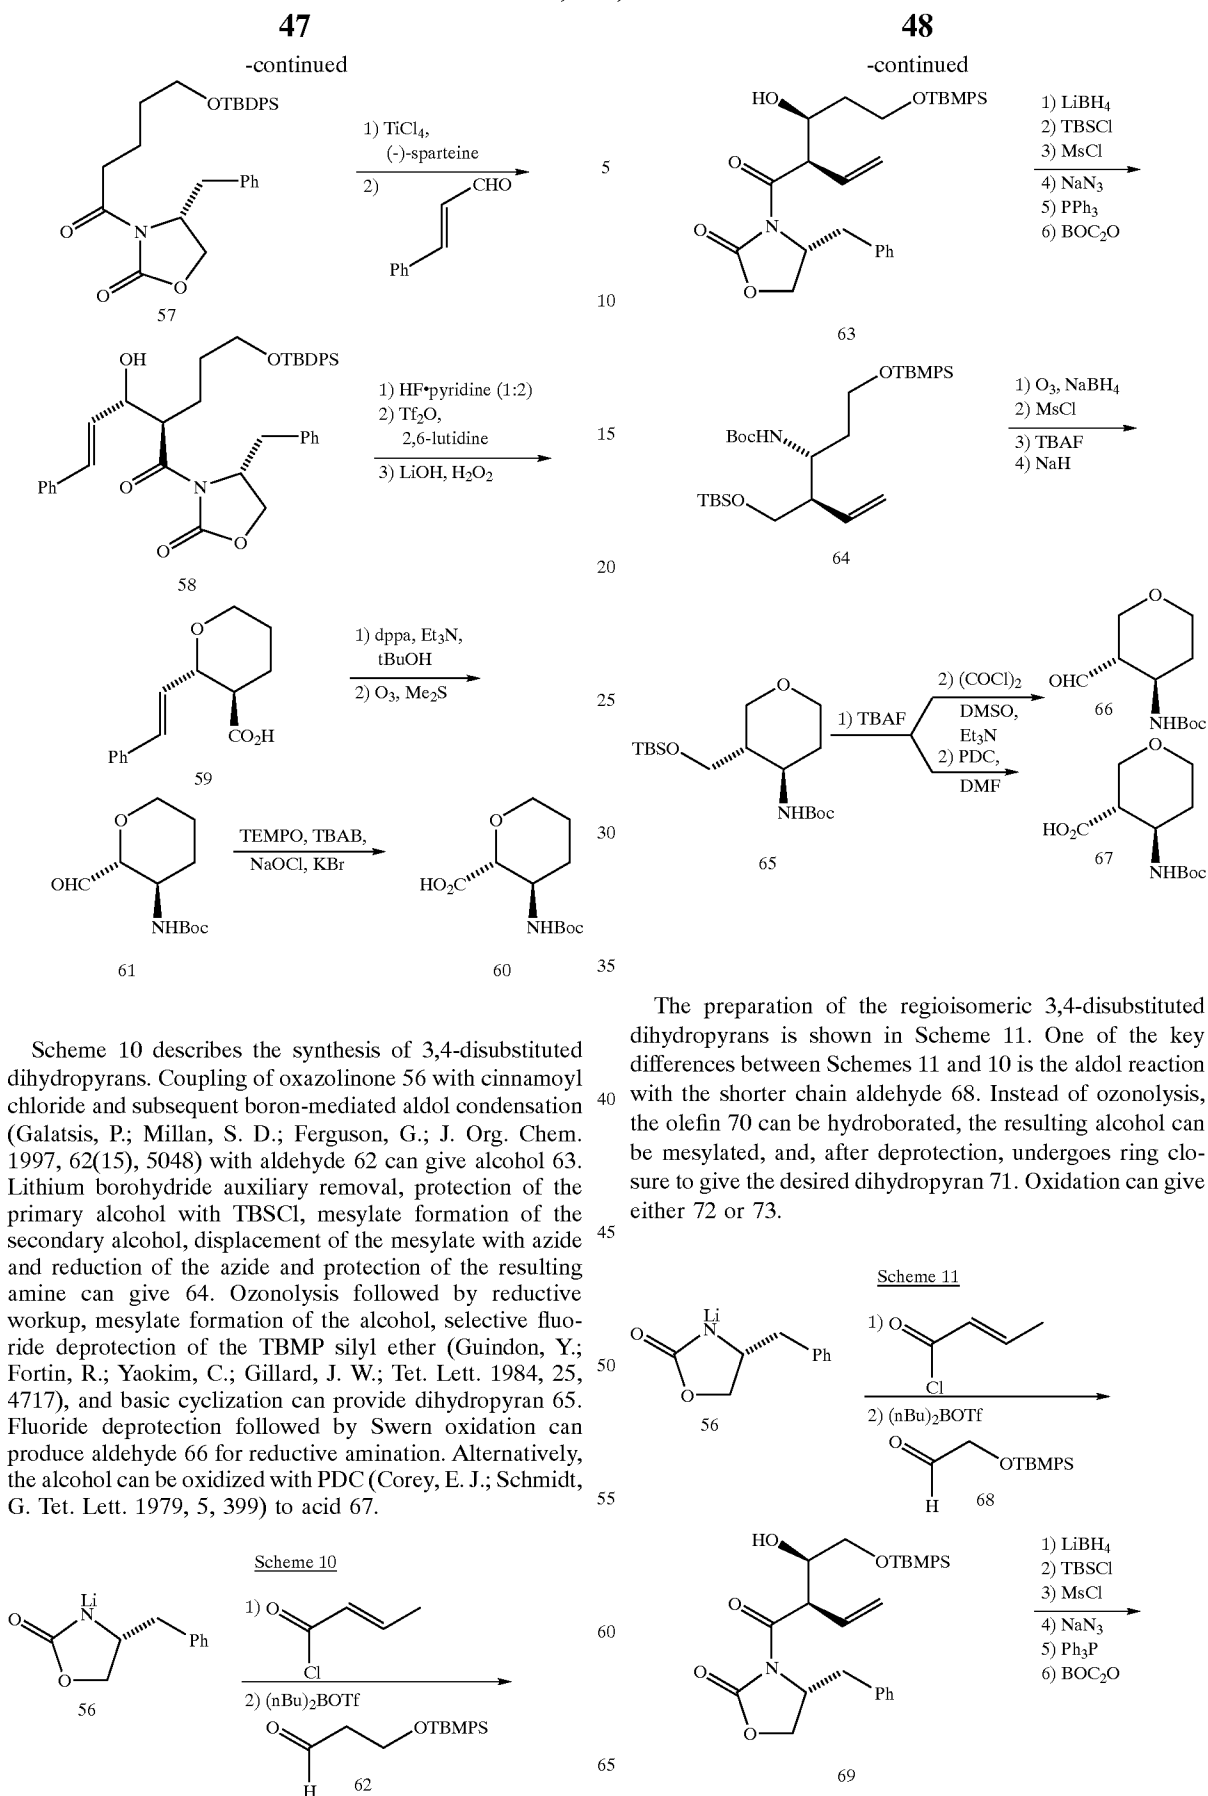 47
-continued
OTBDPS
1) TiCl4,
(-)-sparteine
2)
CHO
Ph
Ph
O
N
O
O
57
OH
OTBDPS
1) HF•pyridine (1:2)
2) Tf2O,
2,6-lutidine
3) LiOH, H2O2
Ph
Ph
O
N
O
O
58
O
1) dppa, Et3N,
tBuOH
2) O3, Me2S
Ph
CO2H
59
O
OHC
NHBoc
61
TEMPO, TBAB,
NaOCl, KBr
O
HO2C
NHBoc
60
Scheme 10 describes the synthesis of 3,4-disubstituted
dihydropyrans. Coupling of oxazolinone 56 with cinnamoyl
chloride and subsequent boron-mediated aldol condensation
(Galatsis, P.; Millan, S. D.; Ferguson, G.; J. Org. Chem.
1997, 62(15), 5048) with aldehyde 62 can give alcohol 63.
Lithium borohydride auxiliary removal, protection of the
primary alcohol with TBSCl, mesylate formation of the
secondary alcohol, displacement of the mesylate with azide
and reduction of the azide and protection of the resulting
amine can give 64. Ozonolysis followed by reductive
workup, mesylate formation of the alcohol, selective fluo-
ride deprotection of the TBMP silyl ether (Guindon, Y.;
Fortin, R.; Yaokim, C.; Gillard, J. W.; Tet. Lett. 1984, 25,
4717), and basic cyclization can provide dihydropyran 65.
Fluoride deprotection followed by Swern oxidation can
produce aldehyde 66 for reductive amination. Alternatively,
the alcohol can be oxidized with PDC (Corey, E. J.; Schmidt,
G. Tet. Lett. 1979, 5, 399) to acid 67.
Scheme 10
Li
O
N
O
Ph
56
1) O
Cl
2) (nBu)2BOTf
O
OTBMPS
H
62
5
10
15
20
25
30
35
40
45
50
55
60
65
48
-continued
HO
OTBMPS
O
O
N
Ph
O
63
1) LiBH4
2) TBSCl
3) MsCl
4) NaN3
5) PPh3
6) BOC2O
OTBMPS
BocHN
TBSO
64
1) O3, NaBH4
2) MsCl
3) TBAF
4) NaH
O
TBSO
NHBoc
65
1) TBAF
2) (COCl)2
DMSO,
Et3N
2) PDC,
DMF
O
OHC
66
NHBoc
O
HO2C
67
NHBoc
The preparation of the regioisomeric 3,4-disubstituted
dihydropyrans is shown in Scheme 11. One of the key
differences between Schemes 11 and 10 is the aldol reaction
with the shorter chain aldehyde 68. Instead of ozonolysis,
the olefin 70 can be hydroborated, the resulting alcohol can
be mesylated, and, after deprotection, undergoes ring clo-
sure to give the desired dihydropyran 71. Oxidation can give
either 72 or 73.
Scheme 11
Li
O
N
O
Ph
56
1) O
Cl
2) (nBu)2BOTf
O
OTBMPS
H
68
HO
OTBMPS
O
O
N
Ph
O
69
1) LiBH4
2) TBSCl
3) MsCl
4) NaN3
5) Ph3P
6) BOC2O